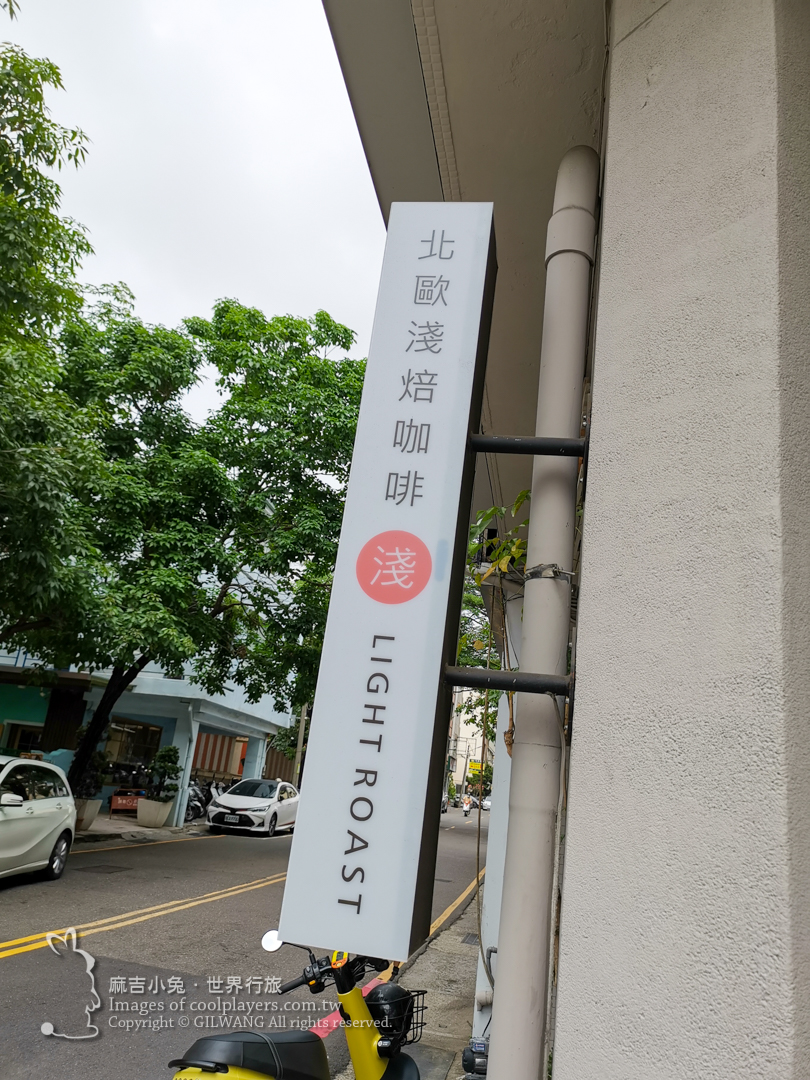 北歐淺焙咖啡
淺
LIGHT ROAST
麻吉小兔·世界行旅
Images of coolplayers.com.tw
Copyright © GILWANG All rights reserved.